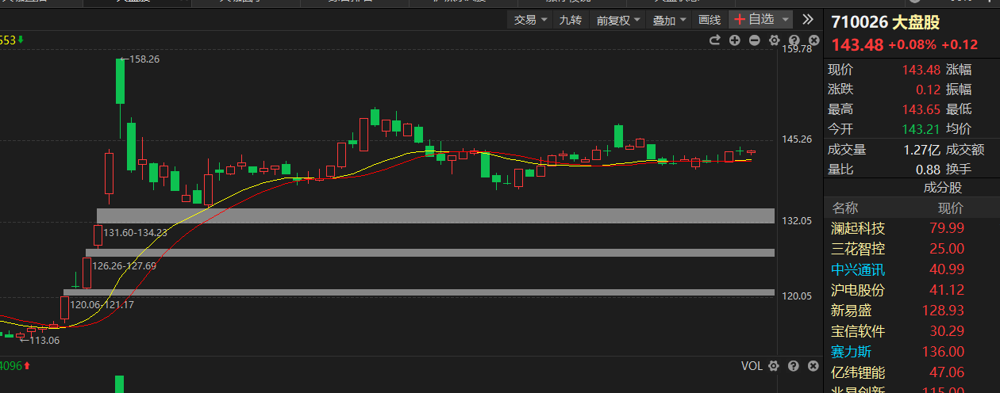 大盘股
交易 九转 前复权 叠加 画线 +自选
553
710026 大盘股
143.48 +0.08% +0.12
现价 143.48 涨幅
涨跌 0.12 振幅
最高 143.65 最低
今开 143.21 均价
成交量 1.27亿 成交额
量比 0.88 换手
成分股
名称 现价
澜起科技 79.99
三花智控 25.00
中兴通讯 40.99
沪电股份 41.12
新易盛 128.93
宝信软件 30.29
赛力斯 136.00
亿纬锂能 47.06
北易创新 115.00
159.78
158.26
145.26
132.05
131.60-134.23
126.26-127.69
120.05
120.06-121.17
113.06
4096
VOL